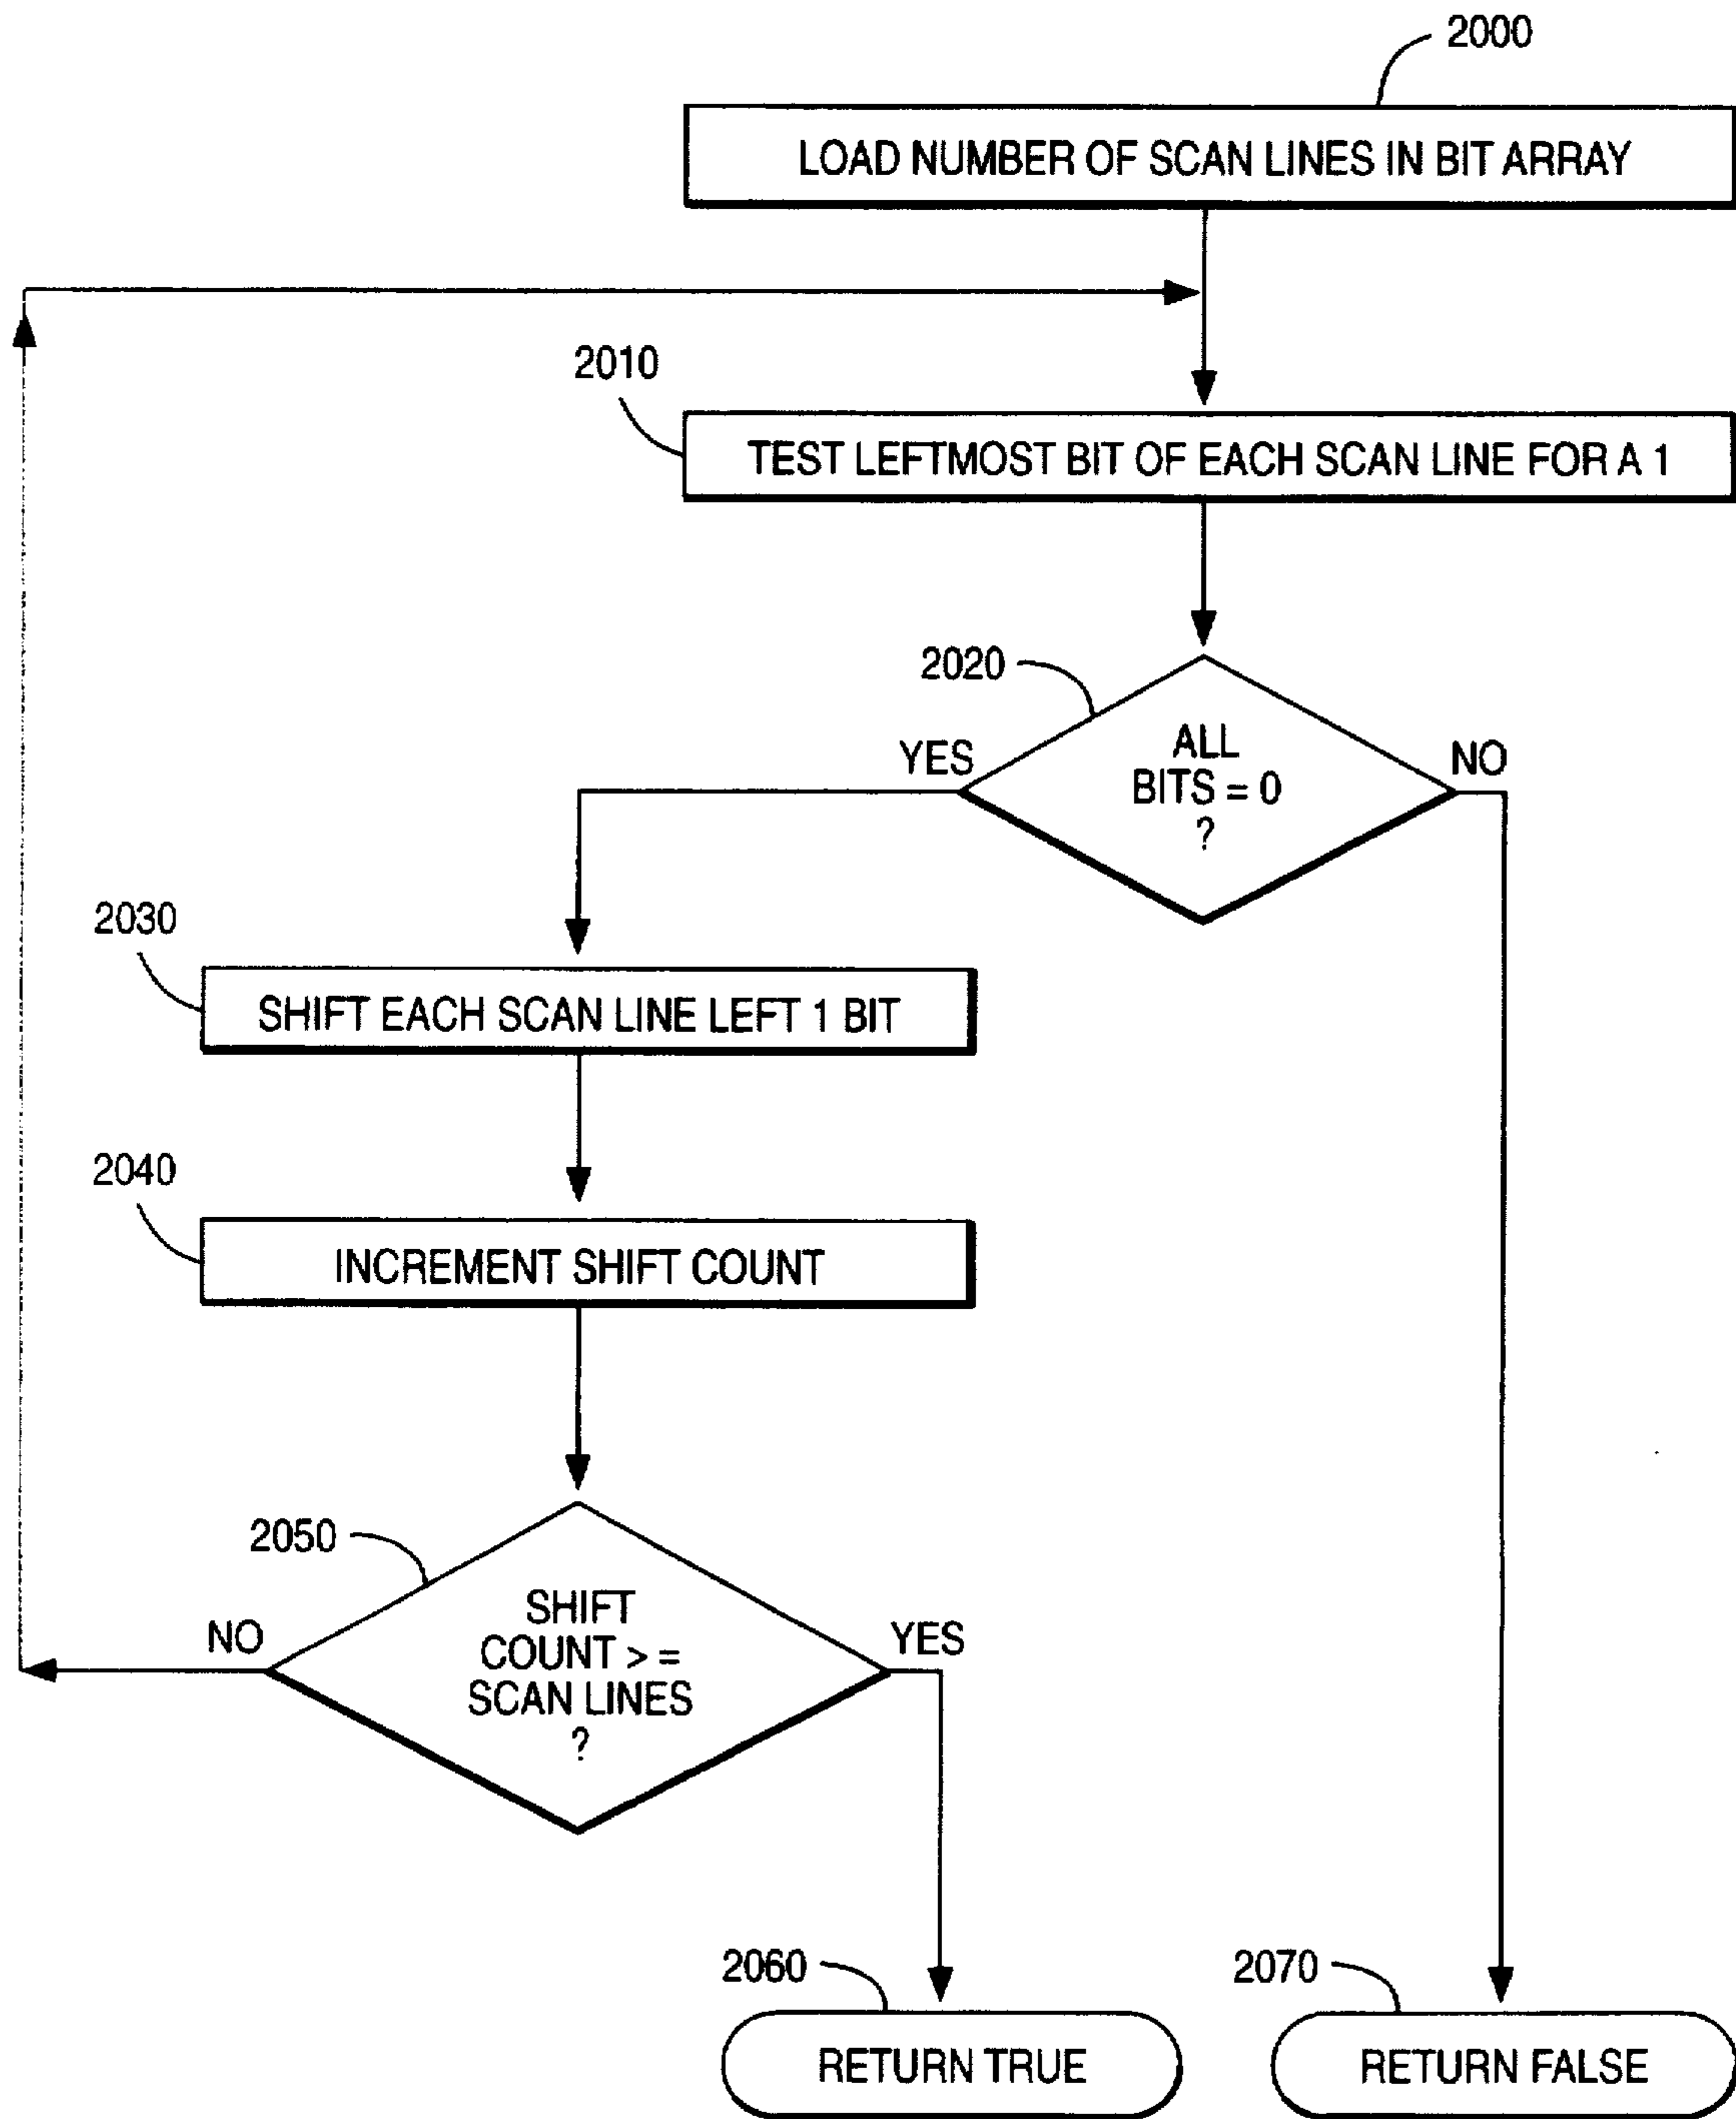 2000
LOAD NUMBER OF SCAN LINES IN BIT ARRAY
2010
TEST LEFTMOST BIT OF EACH SCAN LINE FOR A 1
2020
YES
ALL
BITS = 0
?
NO
2030
SHIFT EACH SCAN LINE LEFT 1 BIT
2040
INCREMENT SHIFT COUNT
2050
NO
SHIFT
COUNT > =
SCAN LINES
?
YES
2060
RETURN TRUE
2070
RETURN FALSE